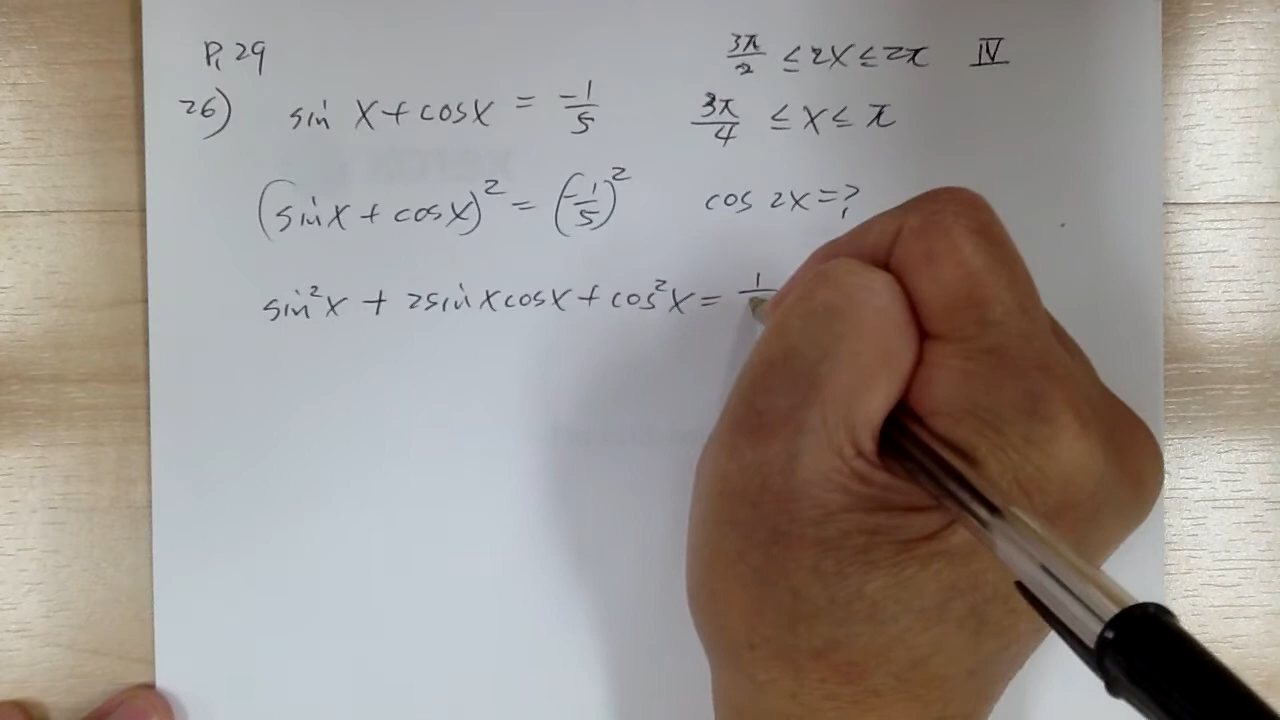 P. 29
3π/2 ≤ 2x ≤ 2π IV
26) sin x + cos x = -1/5
3π/4 ≤ x ≤ π
(sin x + cos x)² = (-1/5)²
cos 2x = ?
sin²x + 2sin x cos x + cos²x = 1/